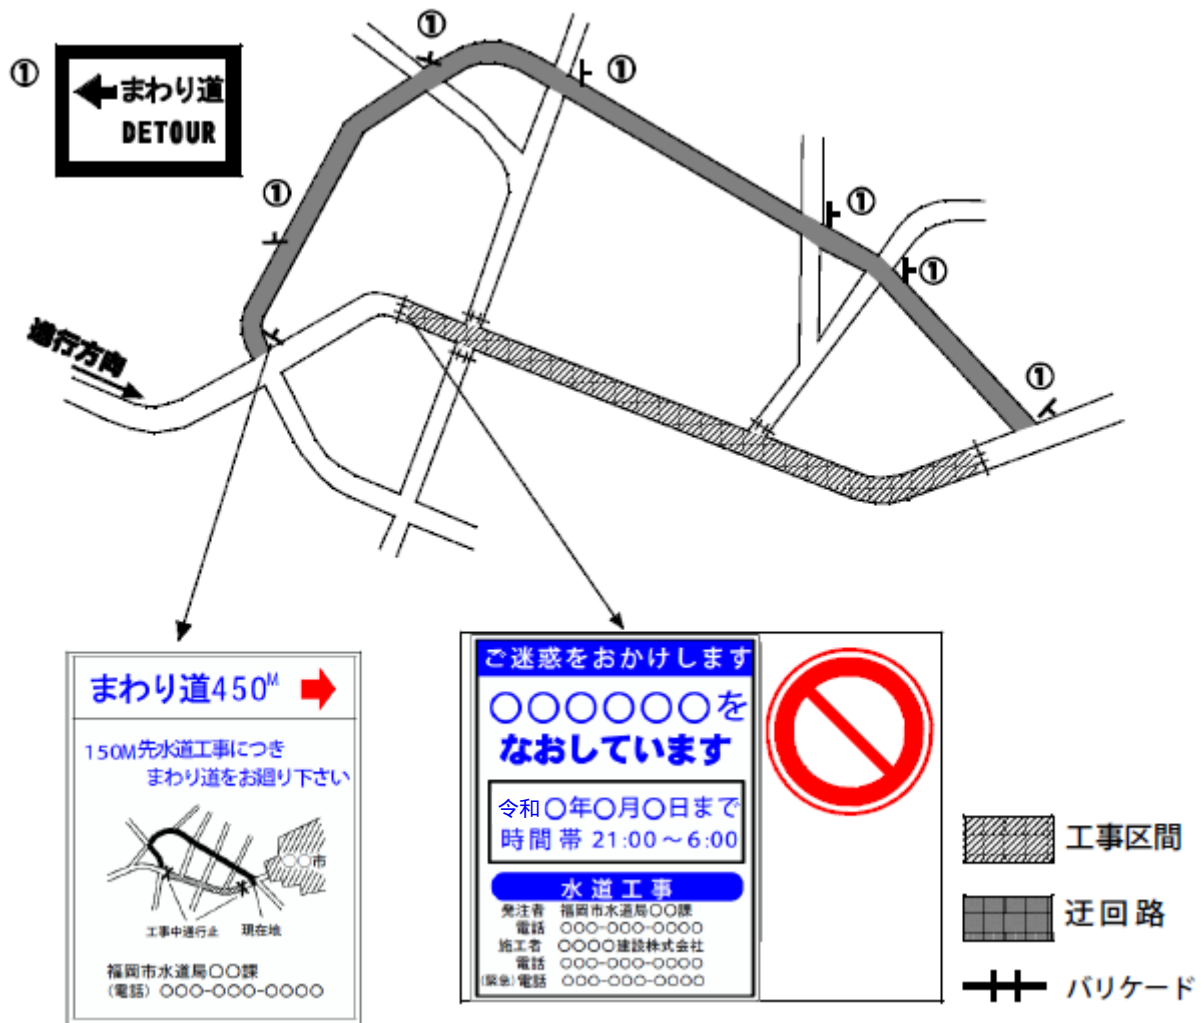 ①
まわり道
DETOUR
①
①
①
①
①
①
進行方向
まわり道450M
150M先水道工事につき
まわり道をお廻り下さい
○○市
工事中通行止
現在地
福岡市水道局○○課
(電話) ○○○-○○○-○○○○
ご迷惑をおかけします
○○○○○○を
なおしています
令和○年○月○日まで
時間帯 21:00~6:00
水道工事
発注者 福岡市水道局○○課
電話 ○○○-○○○-○○○○
施工者 ○○○○建設株式会社
電話 ○○○-○○○-○○○○
(緊急)電話 ○○○-○○○-○○○○
工事区間
迂回路
バリケード